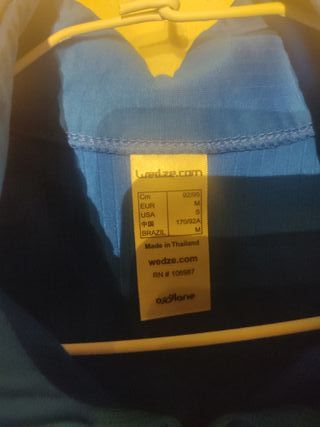 wedze.com
Cm 92/95
EUR M
USA S
中国 170/92A
BRAZIL M
Made in Thailand
wedze.com
RN # 106987
oxylane